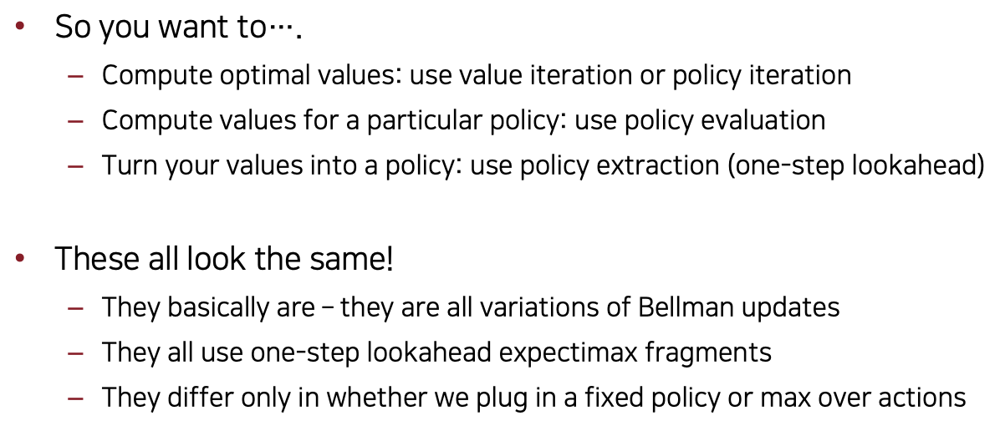 • So you want to….
– Compute optimal values: use value iteration or policy iteration
– Compute values for a particular policy: use policy evaluation
– Turn your values into a policy: use policy extraction (one-step lookahead)
• These all look the same!
– They basically are – they are all variations of Bellman updates
– They all use one-step lookahead expectimax fragments
– They differ only in whether we plug in a fixed policy or max over actions